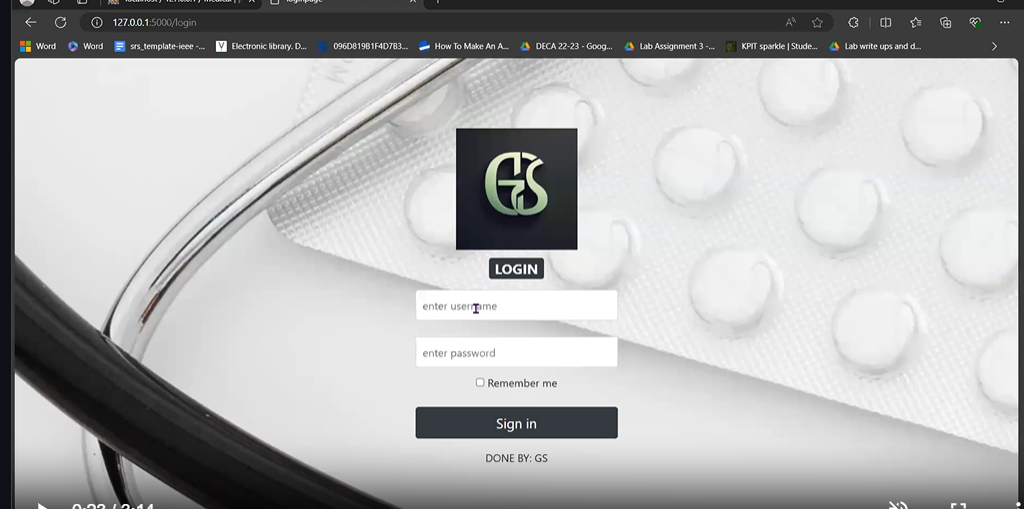 loginpage
127.0.0.1:5000/login
Word Word srs_template-ieee -... Electronic library. D... 096D819B1F4D7B3... How To Make An A... DECA 22-23 - Goog... Lab Assignment 3 -... KPIT sparkle | Stude... Lab write ups and d...
GS
LOGIN
enter username
enter password
Remember me
Sign in
DONE BY: GS